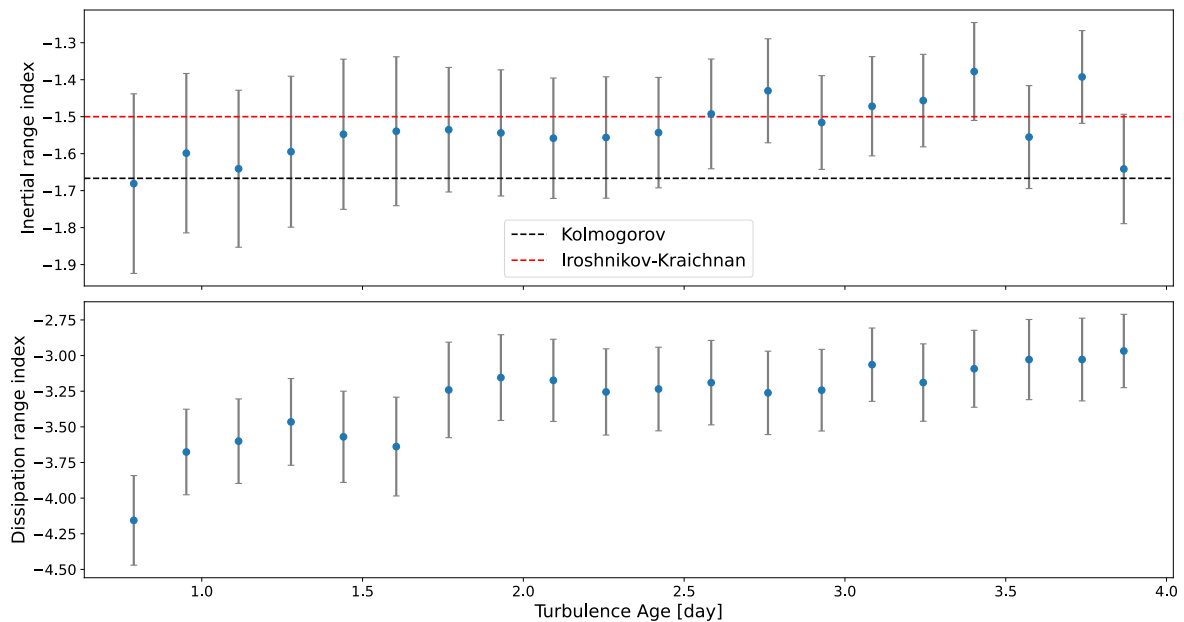 Inertial range index
−1.3
−1.4
−1.5
−1.6
−1.7
−1.8
−1.9
Kolmogorov
Iroshnikov-Kraichnan
Dissipation range index
−2.75
−3.00
−3.25
−3.50
−3.75
−4.00
−4.25
−4.50
1.0 1.5 2.0 2.5 3.0 3.5 4.0
Turbulence Age [day]